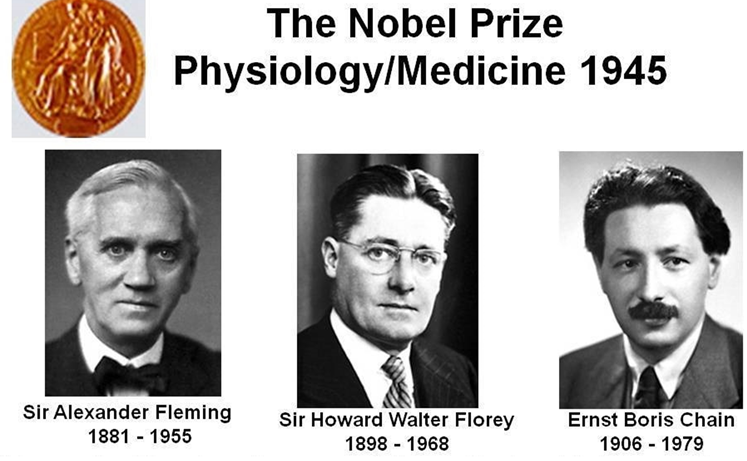 The Nobel Prize
Physiology/Medicine 1945
Sir Alexander Fleming
1881 - 1955
Sir Howard Walter Florey
1898 - 1968
Ernst Boris Chain
1906 - 1979